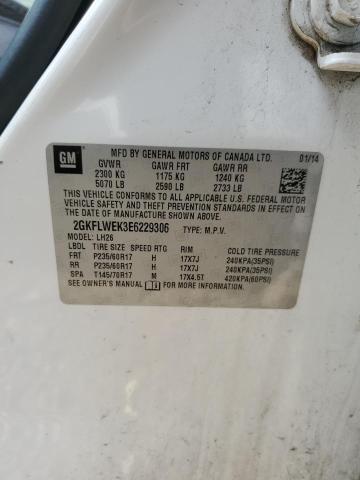 GM
MFD BY GENERAL MOTORS OF CANADA LTD. 01/14
GVWR GAWR FRT GAWR RR
2300 KG 1175 KG 1240 KG
5070 LB 2590 LB 2733 LB
THIS VEHICLE CONFORMS TO ALL APPLICABLE U.S. FEDERAL MOTOR
VEHICLE SAFETY AND THEFT PREVENTION STANDARDS IN EFFECT ON
THE DATE OF MANUFACTURE SHOWN ABOVE.
2GKFLWEK3E6229306 TYPE: M.P.V.
MODEL: LH26
LBDL TIRE SIZE SPEED RTG RIM COLD TIRE PRESSURE
FRT P235/60R17 H 17X7J 240KPA(35PSI)
RR P235/60R17 H 17X7J 240KPA(35PSI)
SPA T145/70R17 M 17X4.5T 420KPA(60PSI)
SEE OWNER'S MANUAL FOR MORE INFORMATION